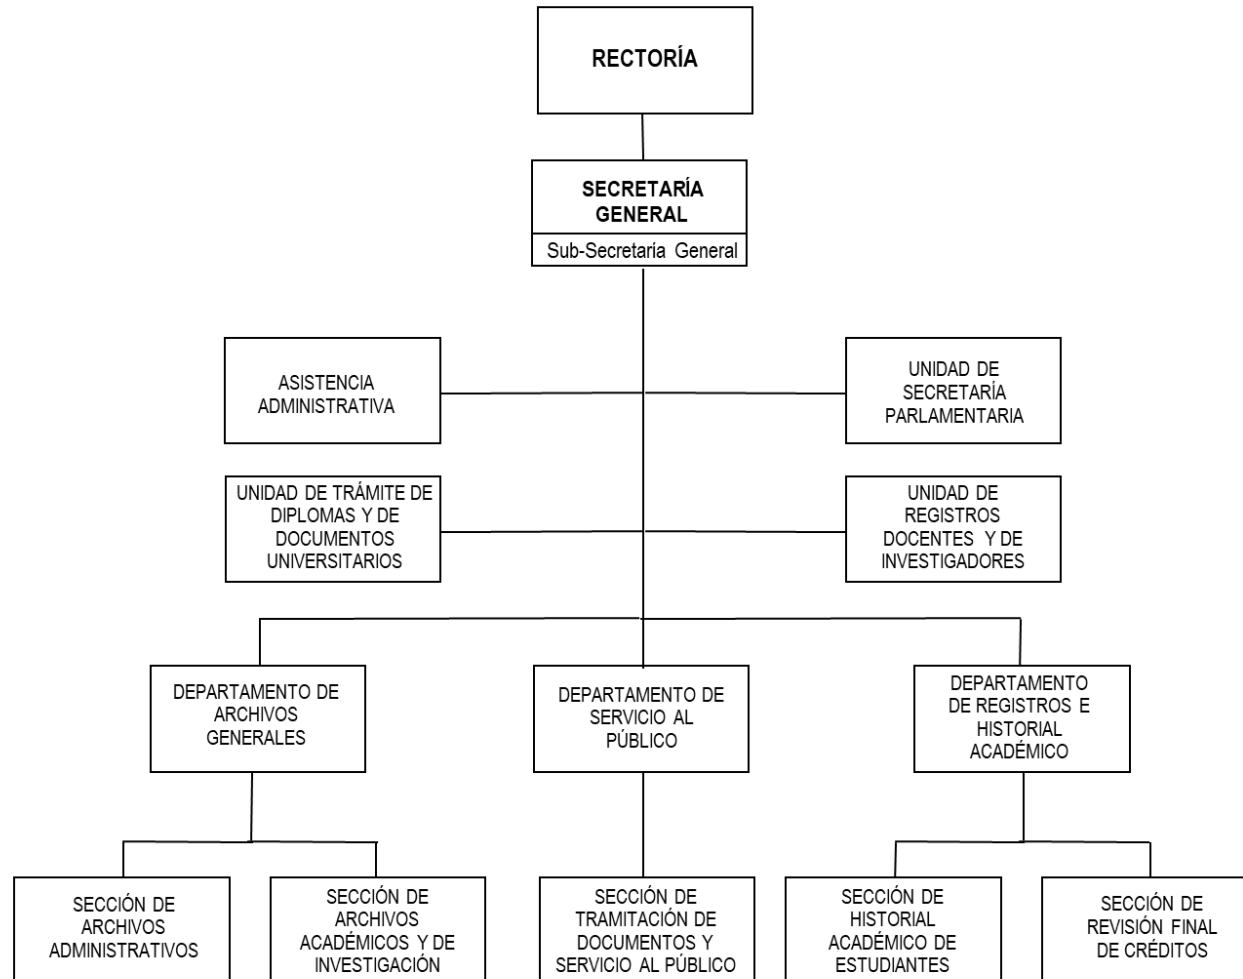 RECTORÍA
SECRETARÍA
GENERAL
Sub-Secretaria General
ASISTENCIA
ADMINISTRATIVA
UNIDAD DE
SECRETARÍA
PARLAMENTARIA
UNIDAD DE TRÁMITE DE
DIPLOMAS Y DE
DOCUMENTOS
UNIVERSITARIOS
UNIDAD DE
REGISTROS
DOCENTES Y DE
INVESTIGADORES
DEPARTAMENTO DE
ARCHIVOS
GENERALES
DEPARTAMENTO DE
SERVICIO AL
PÚBLICO
DEPARTAMENTO
DE REGISTROS E
HISTORIAL
ACADÉMICO
SECCIÓN DE
ARCHIVOS
ADMINISTRATIVOS
SECCIÓN DE
ARCHIVOS
ACADÉMICOS Y DE
INVESTIGACIÓN
SECCIÓN DE
TRAMITACIÓN DE
DOCUMENTOS Y
SERVICIO AL PÚBLICO
SECCIÓN DE
HISTORIAL
ACADÉMICO DE
ESTUDIANTES
SECCIÓN DE
REVISIÓN FINAL
DE CRÉDITOS